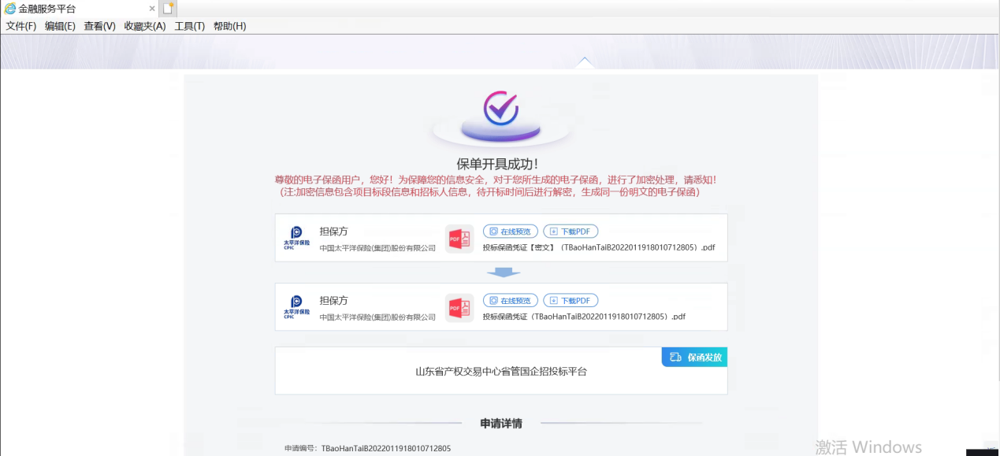 金融服务平台
文件(F) 编辑(E) 查看(V) 收藏夹(A) 工具(T) 帮助(H)
保单开具成功！
尊敬的电子保函用户，您好！为保障您的信息安全，对于您所生成的电子保函，进行了加密处理，请悉知！
（注:加密信息包含项目标段信息和招标人信息，待开标时间后进行解密，生成同一份明文的电子保函）
太平洋保险
CPIC
担保方
中国太平洋保险(集团)股份有限公司
PDF
在线预览
下载PDF
投标保函凭证【密文】（TBaoHanTaiB2022011918010712805）.pdf
太平洋保险
CPIC
担保方
中国太平洋保险(集团)股份有限公司
PDF
在线预览
下载PDF
投标保函凭证（TBaoHanTaiB2022011918010712805）.pdf
保函发放
山东省产权交易中心省管国企招投标平台
申请详情
申请编号：TBaoHanTaiB2022011918010712805
激活 Windows